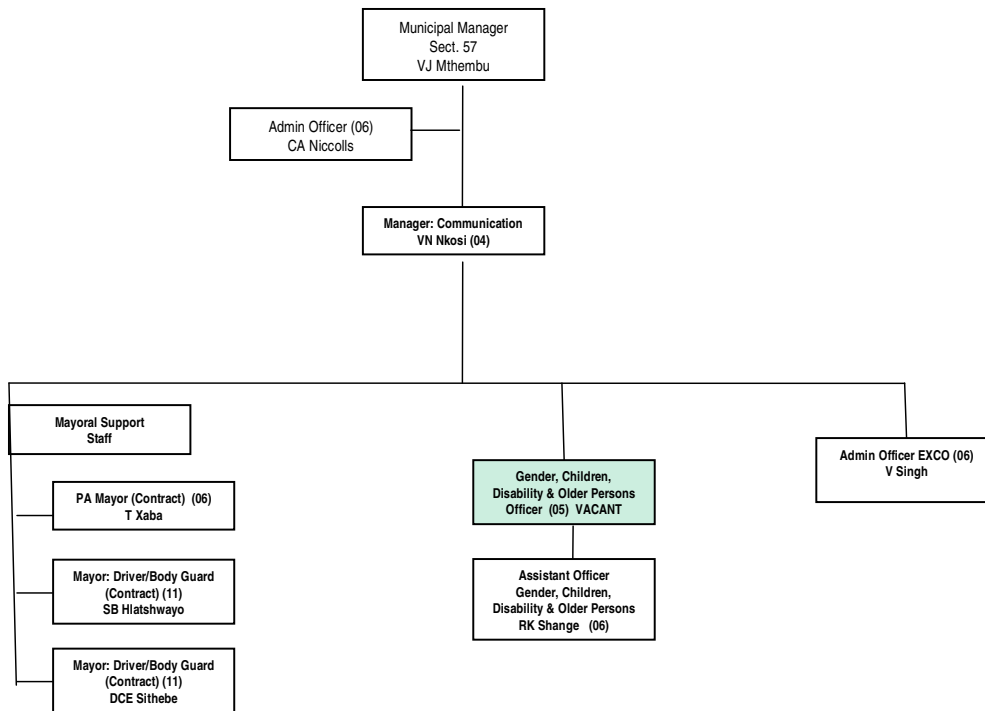 Municipal Manager
Sect. 57
VJ Mthembu
Admin Officer (06)
CA Niccolls
Manager: Communication
VN Nkosi (04)
Mayoral Support
Staff
PA Mayor (Contract) (06)
T Xaba
Mayor: Driver/Body Guard
(Contract) (11)
SB Hlatshwayo
Mayor: Driver/Body Guard
(Contract) (11)
DCE Sithebe
Gender, Children,
Disability & Older Persons
Officer (05) VACANT
Assistant Officer
Gender, Children,
Disability & Older Persons
RK Shange (06)
Admin Officer EXCO (06)
V Singh